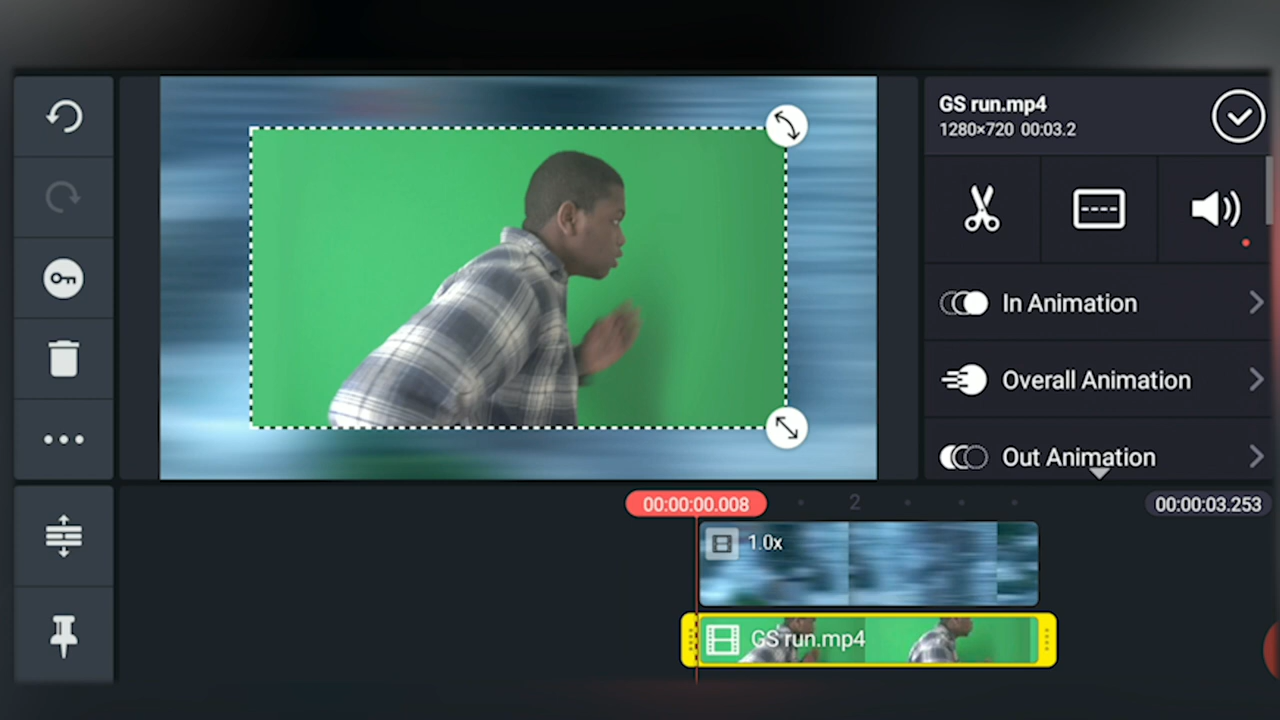 GS run.mp4
1280×720 00:03.2
In Animation
Overall Animation
Out Animation
00:00:00.008
2
00:00:03.253
1.0x
GS run.mp4